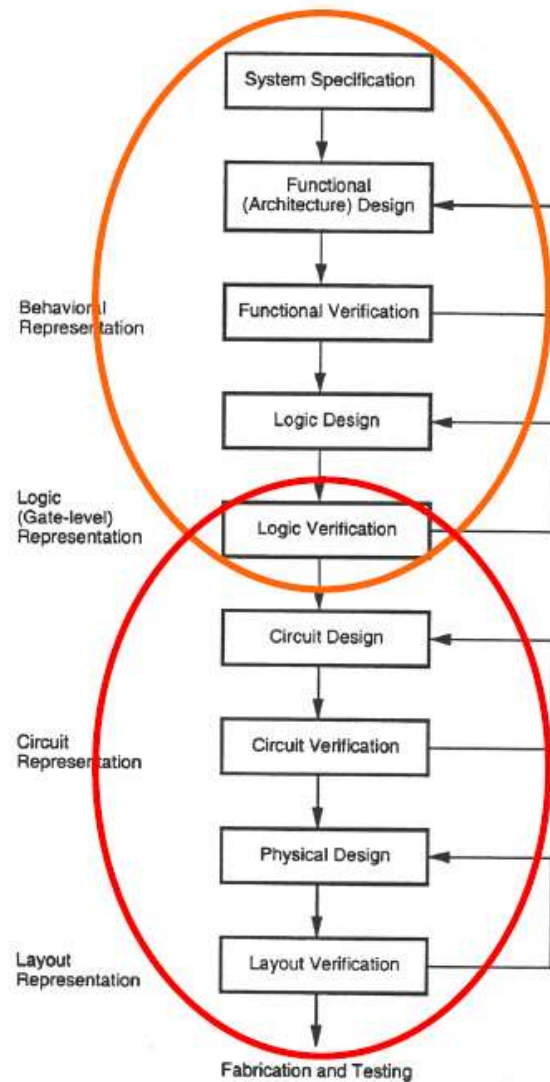 System Specification
Functional
(Architecture) Design
Behavioral
Representation
Functional Verification
Logic Design
Logic
(Gate-level)
Representation
Logic Verification
Circuit Design
Circuit
Representation
Circuit Verification
Physical Design
Layout
Representation
Layout Verification
Fabrication and Testing